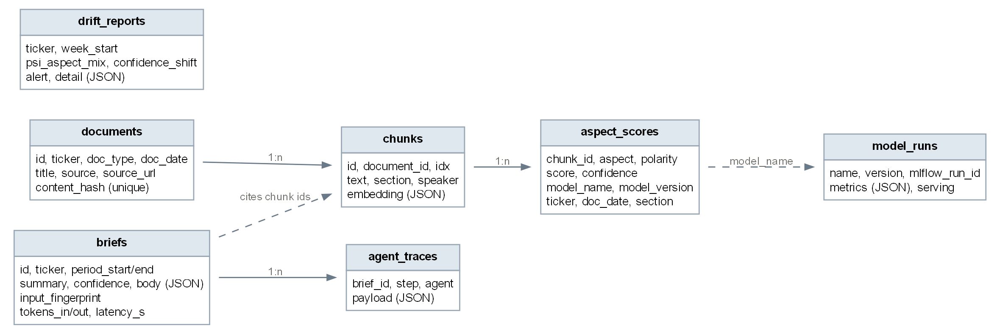 drift_reports
ticker, week_start
psi_aspect_mix, confidence_shift
alert, detail (JSON)
documents
id, ticker, doc_type, doc_date
title, source, source_url
content_hash (unique)
1:n
cites chunk ids
chunks
id, document_id, idx
text, section, speaker
embedding (JSON)
1:n
aspect_scores
chunk_id, aspect, polarity
score, confidence
model_name, model_version
ticker, doc_date, section
model_name
model_runs
name, version, mlflow_run_id
metrics (JSON), serving
briefs
id, ticker, period_start/end
summary, confidence, body (JSON)
input_fingerprint
tokens_in/out, latency_s
1:n
agent_traces
brief_id, step, agent
payload (JSON)